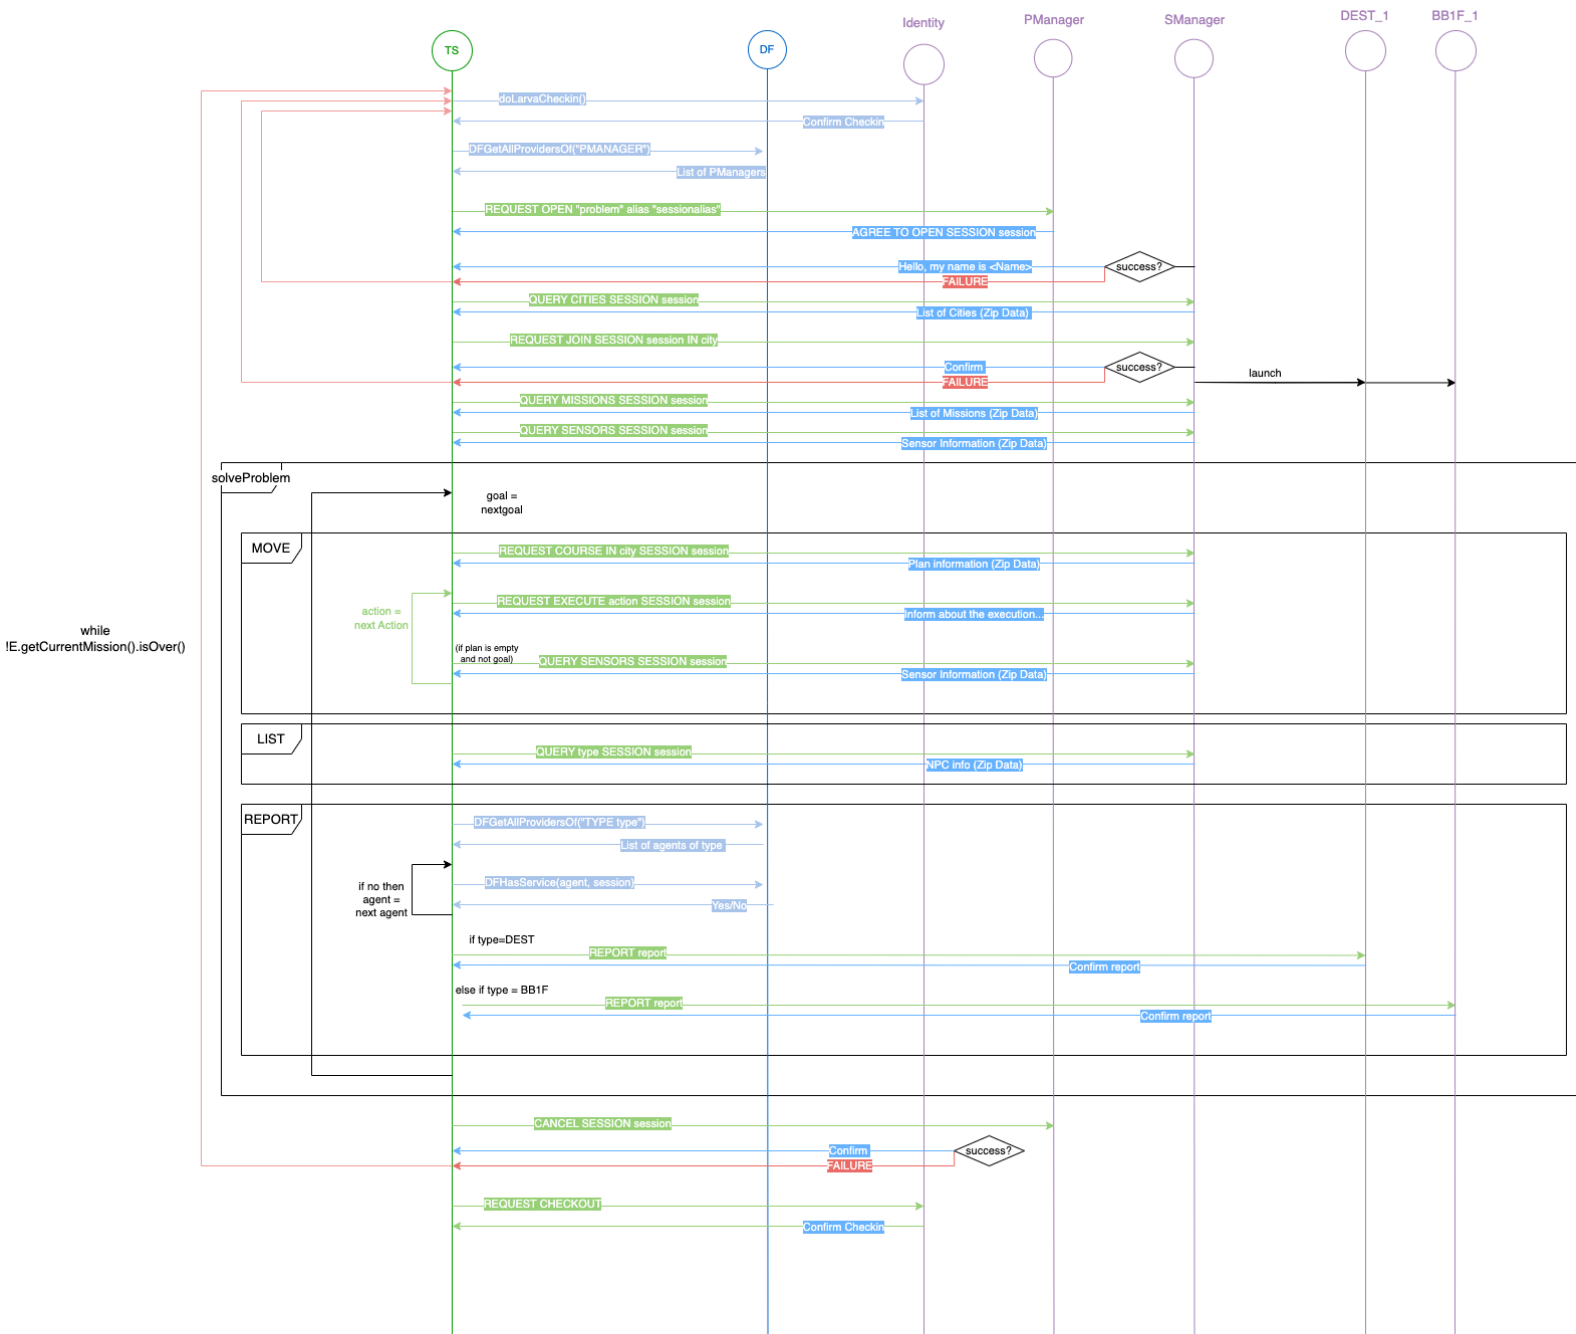 Identity
PManager
SManager
DEST_1
BB1F_1
TS
DF
doLarvaCheckin()
Confirm Checkin
DFGetAllProvidersOf("PMANAGER")
List of PManagers
REQUEST OPEN "problem" alias "sessionalias"
AGREE TO OPEN SESSION session
Hello, my name is <Name>
success?
FAILURE
QUERY CITIES SESSION session
List of Cities (Zip Data)
REQUEST JOIN SESSION session IN city
Confirm
success?
FAILURE
launch
QUERY MISSIONS SESSION session
List of Missions (Zip Data)
QUERY SENSORS SESSION session
Sensor Information (Zip Data)
solveProblem
goal =
nextgoal
MOVE
REQUEST COURSE IN city SESSION session
Plan information (Zip Data)
action =
next Action
REQUEST EXECUTE action SESSION session
Inform about the execution...
while
!E.getCurrentMission().isOver()
(if plan is empty
and not goal)
QUERY SENSORS SESSION session
Sensor Information (Zip Data)
LIST
QUERY type SESSION session
NPC info (Zip Data)
REPORT
DFGetAllProvidersOf("TYPE type")
List of agents of type
if no then
agent =
next agent
DFHasService(agent, session)
Yes/No
if type=DEST
REPORT report
Confirm report
else if type = BB1F
REPORT report
Confirm report
CANCEL SESSION session
Confirm
success?
FAILURE
REQUEST CHECKOUT
Confirm Checkin